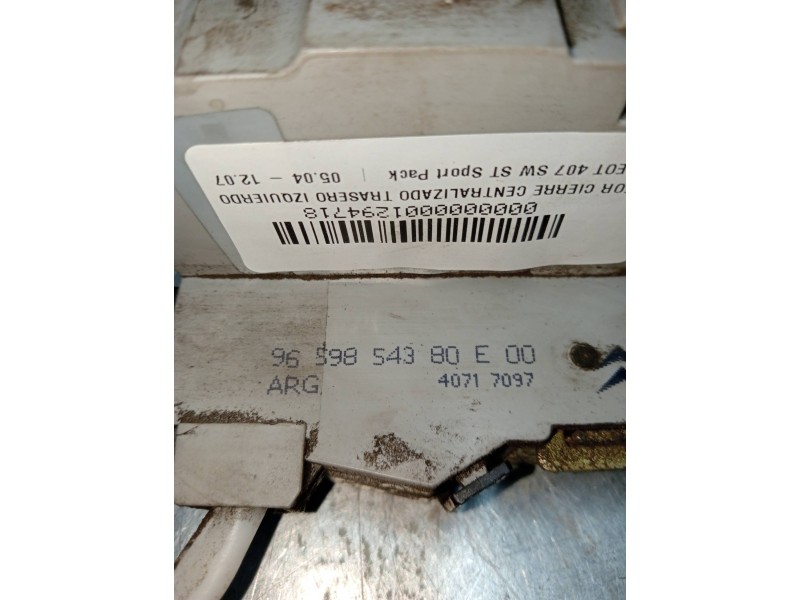 EOT 407 SW ST Sport Pack | 05.04 – 12.07
TOR CIERRE CENTRALIZADO TRASERO IZQUIERDO
0000000001294718
96 598 543 80 E 00
ARG 4071 7097